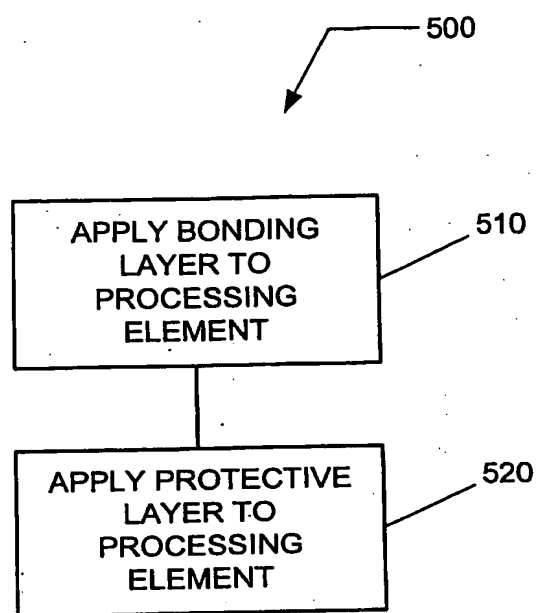 500
APPLY BONDING
LAYER TO
PROCESSING
ELEMENT
510
APPLY PROTECTIVE
LAYER TO
PROCESSING
ELEMENT
520